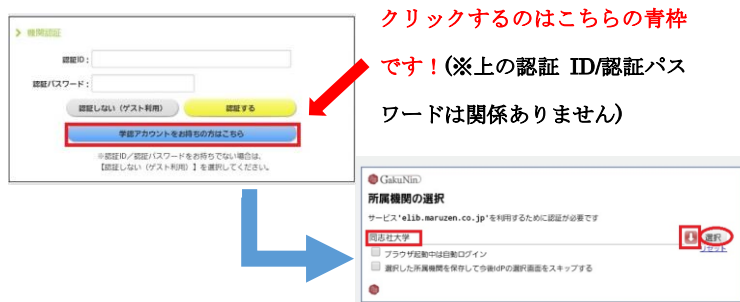 機関認証
認証ID：
認証パスワード：
認証しない（ゲスト利用）
認証する
学認アカウントをお持ちの方はこちら
※認証ID／認証パスワードをお持ちでない場合は、
【認証しない（ゲスト利用）】を選択してください。
クリックするのはこちらの青枠
です！(※上の認証 ID/認証パス
ワードは関係ありません)
GakuNin
所属機関の選択
サービス'elib.maruzen.co.jp'を利用するために認証が必要です
同志社大学
選択
リセット
ブラウザ起動中は自動ログイン
選択した所属機関を保存して今後IdPの選択画面をスキップする